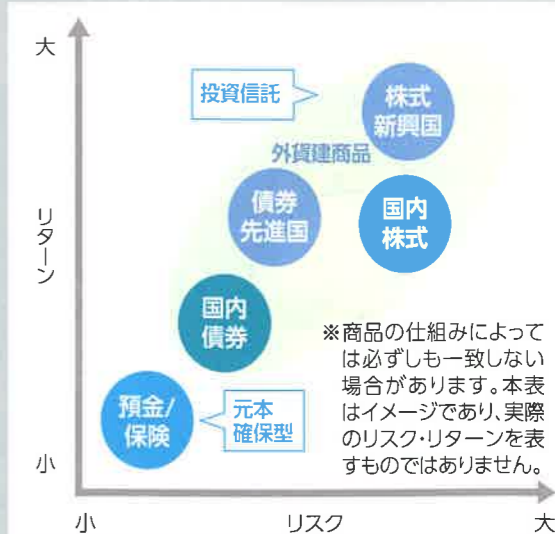 大
投資信託
株式
新興国
外貨建商品
債券
先進国
国内
株式
リターン
国内
債券
※商品の仕組みによって
は必ずしも一致しない
場合があります。本表
はイメージであり、実際
のリスク・リターンを表
すものではありません。
預金/
保険
元本
確保型
小
小
リスク
大